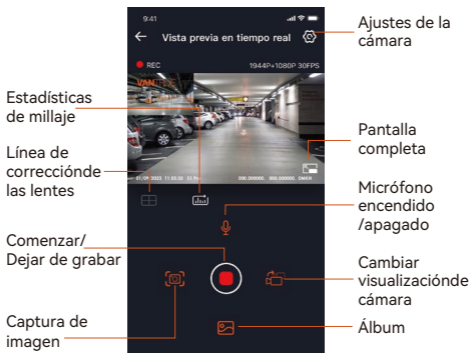 9:41
Vista previa en tiempo real
REC
1944P+1080P 30FPS
VAN
Estadísticas
de millaje
Línea de
correcciónde
las lentes
Comenzar/
Dejar de grabar
Captura de
imagen
Ajustes de la
cámara
Pantalla
completa
Micrófono
encendido
/apagado
Cambiar
visualizaciónde
cámara
Álbum